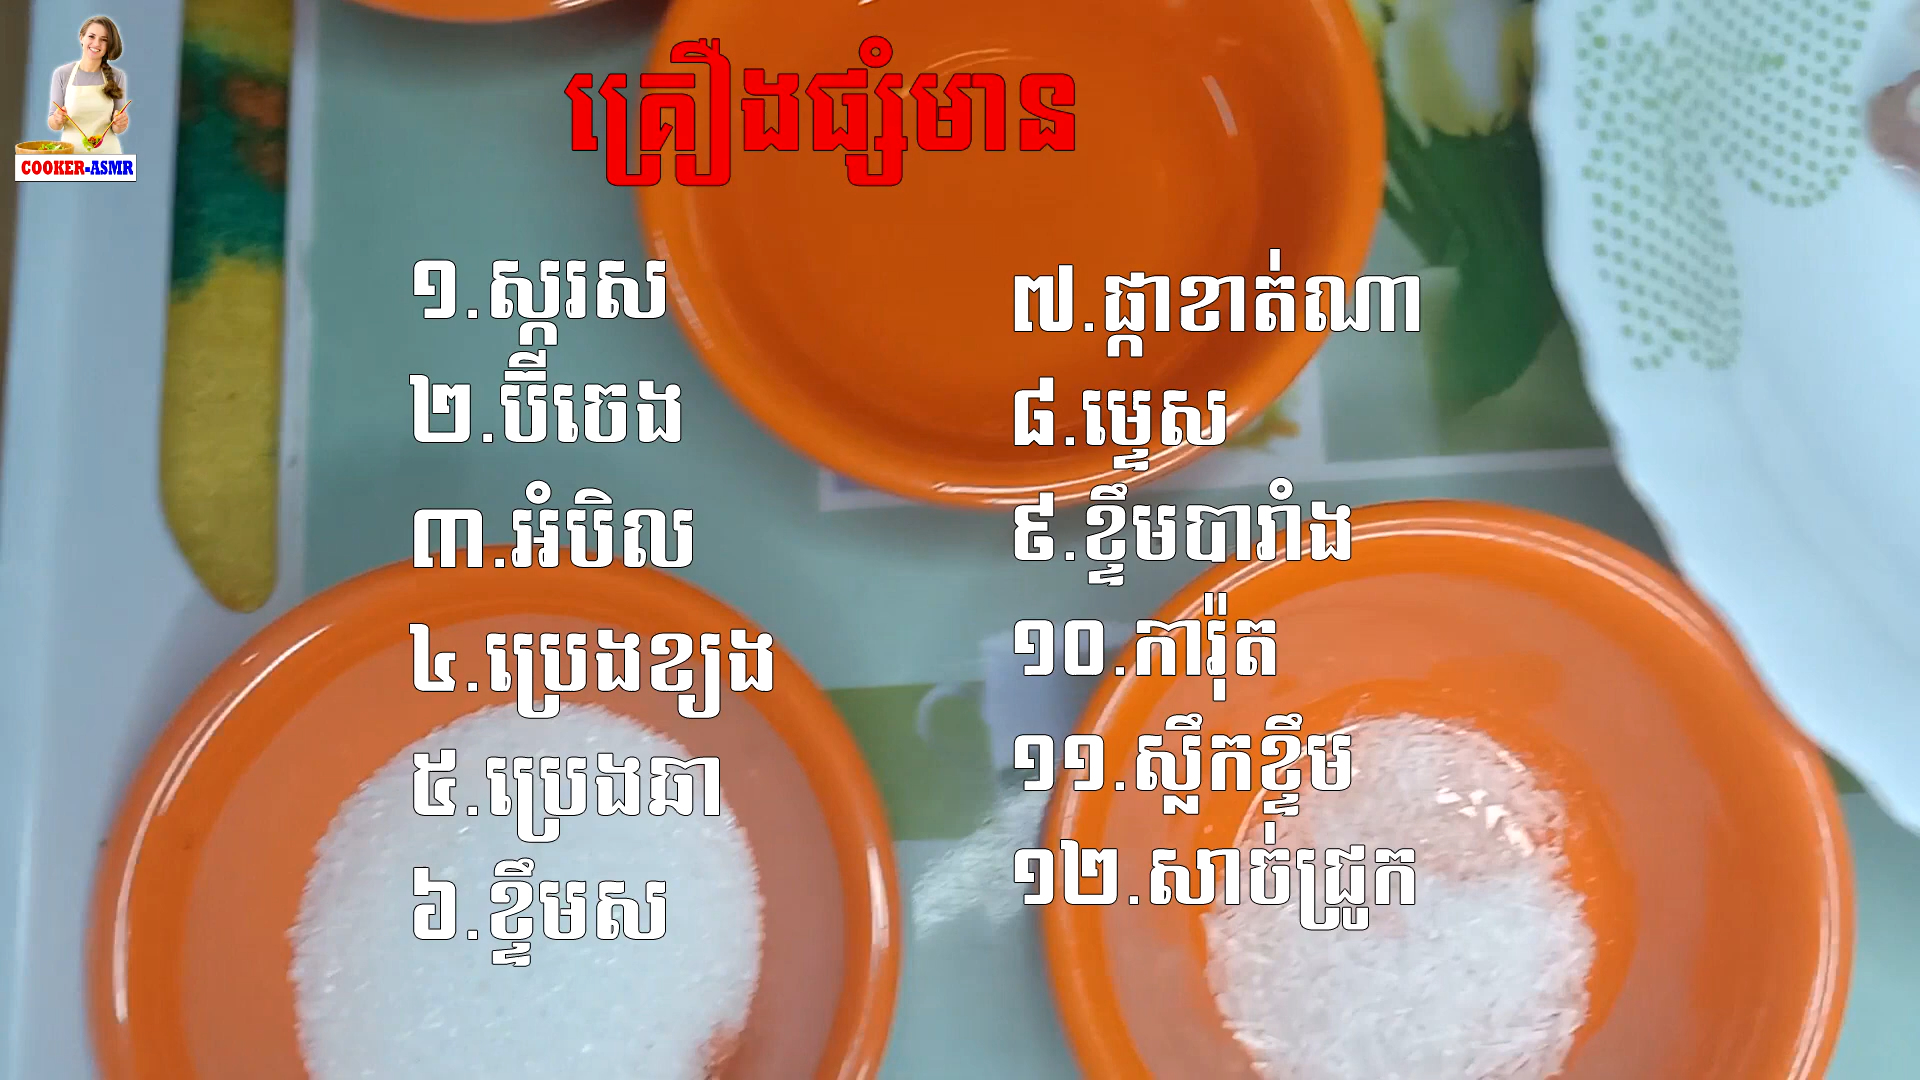 COOKER-ASMR
គ្រឿងផ្សំមាន
១.ស្ករស
២.ប៊ីចេង
៣.អំបិល
៤.ប្រេងខ្យង
៥.ប្រេងឆា
៦.ខ្ទឹមស
៧.ផ្កាខាត់ណា
៨.ម្ទេស
៩.ខ្ទឹមបារាំង
១០.ការ៉ុត
១១.ស្លឹកខ្ទឹម
១២.សាច់ជ្រូក